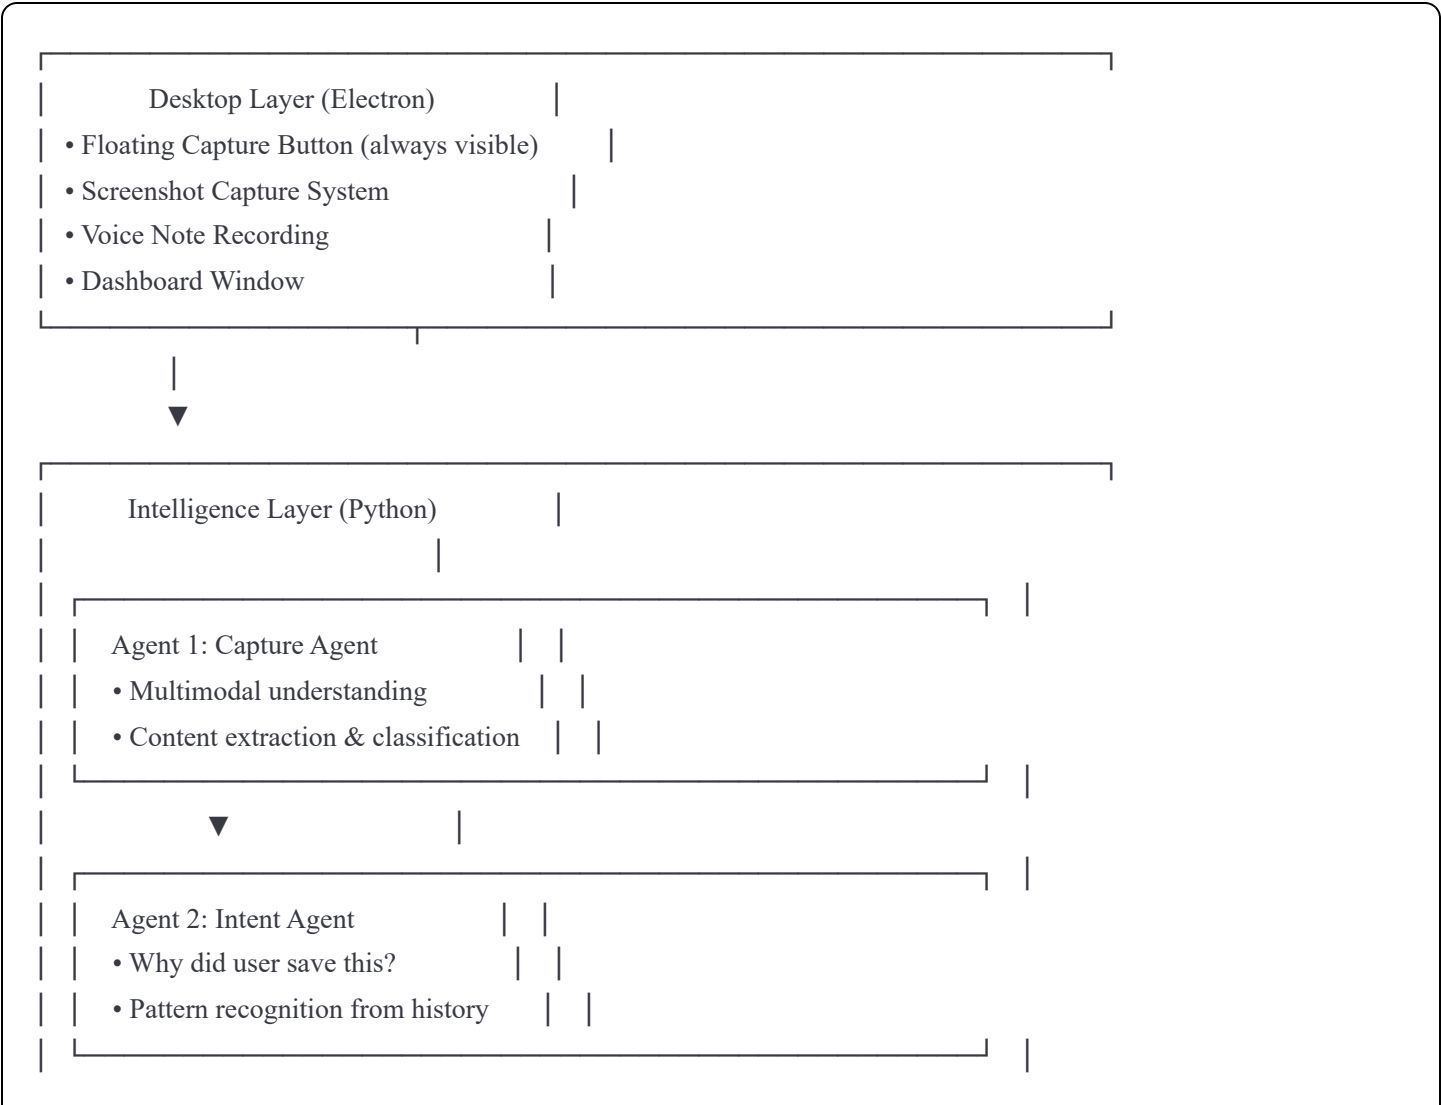 Desktop Layer (Electron)
• Floating Capture Button (always visible)
• Screenshot Capture System
• Voice Note Recording
• Dashboard Window
▼
Intelligence Layer (Python)
Agent 1: Capture Agent
• Multimodal understanding
• Content extraction & classification
▼
Agent 2: Intent Agent
• Why did user save this?
• Pattern recognition from history